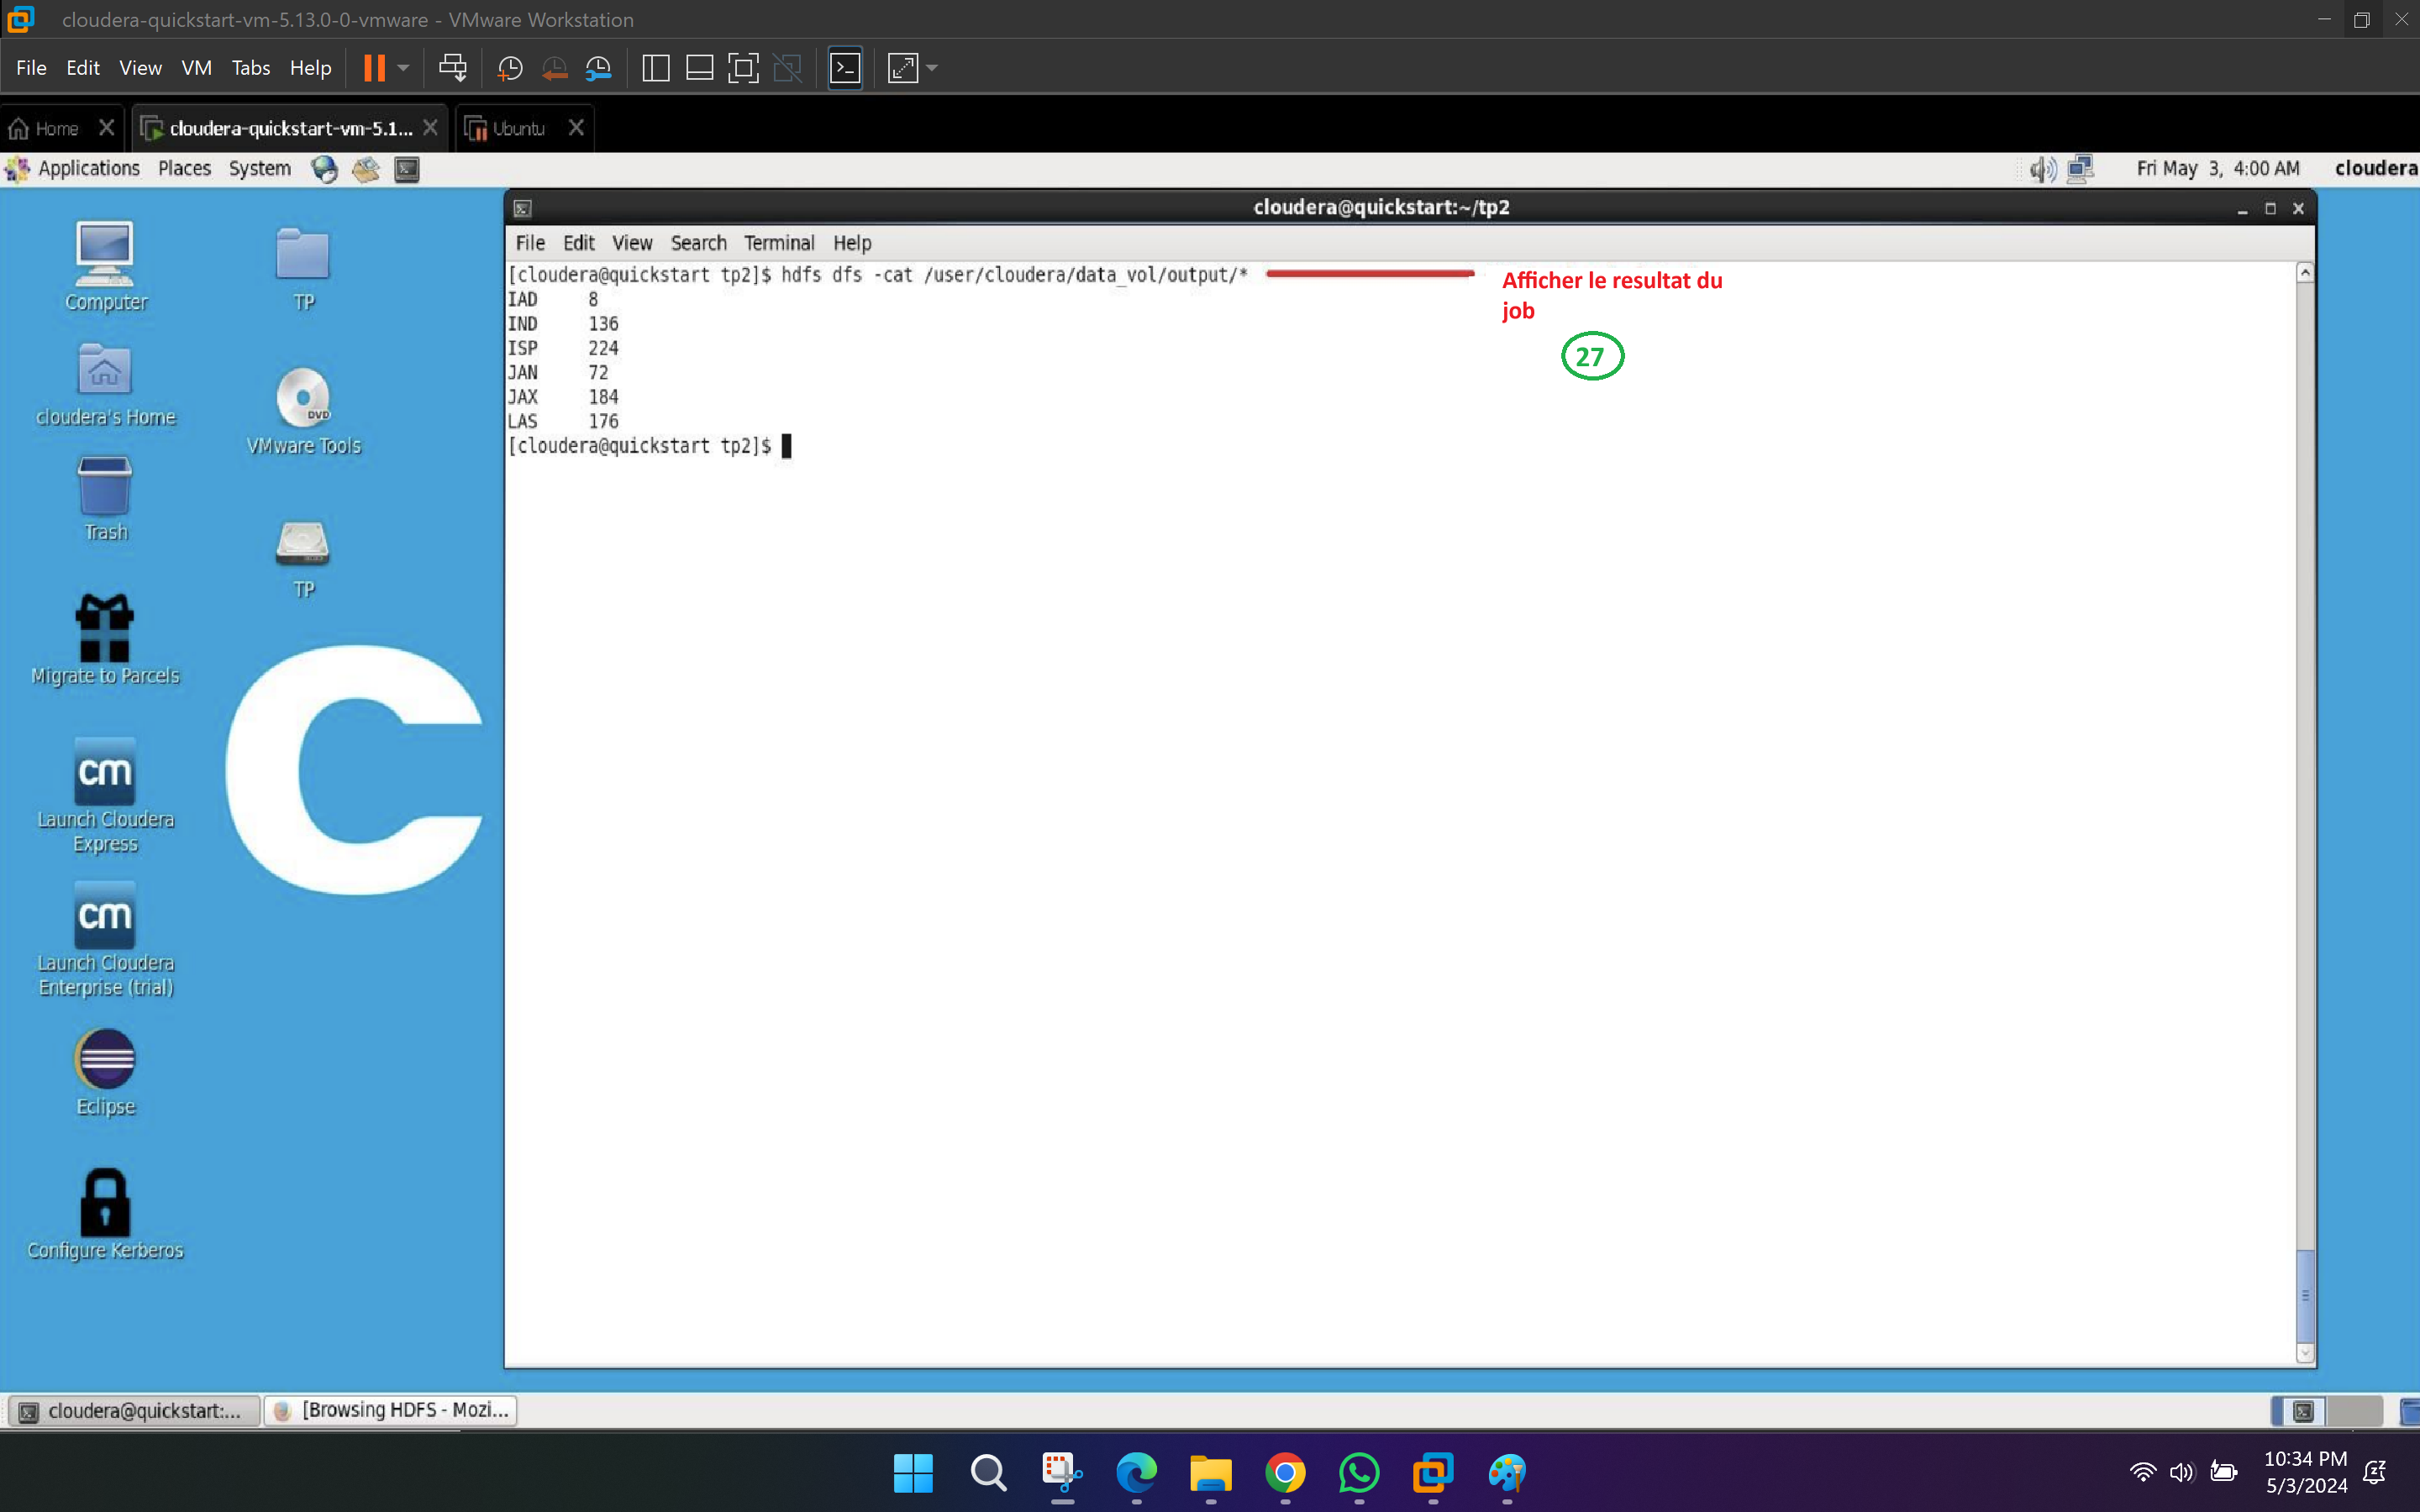 cloudera-quickstart-vm-5.13.0-0-vmware - VMware Workstation
File Edit View VM Tabs Help
Home cloudera-quickstart-vm-5.1... Ubuntu
Applications Places System Fri May 3, 4:00 AM cloudera
cloudera@quickstart:~/tp2
File Edit View Search Terminal Help
[cloudera@quickstart tp2]$ hdfs dfs -cat /user/cloudera/data_vol/output/*
IAD 8
IND 136
ISP 224
JAN 72
JAX 184
LAS 176
[cloudera@quickstart tp2]$
Afficher le resultat du
job
27
Computer
TP
cloudera's Home
DVD
VMware Tools
Trash
TP
Migrate to Parcels
C
cm
Launch Cloudera
Express
cm
Launch Cloudera
Enterprise (trial)
Eclipse
Configure Kerberos
cloudera@quickstart:... [Browsing HDFS - Mozi...
10:34 PM
5/3/2024